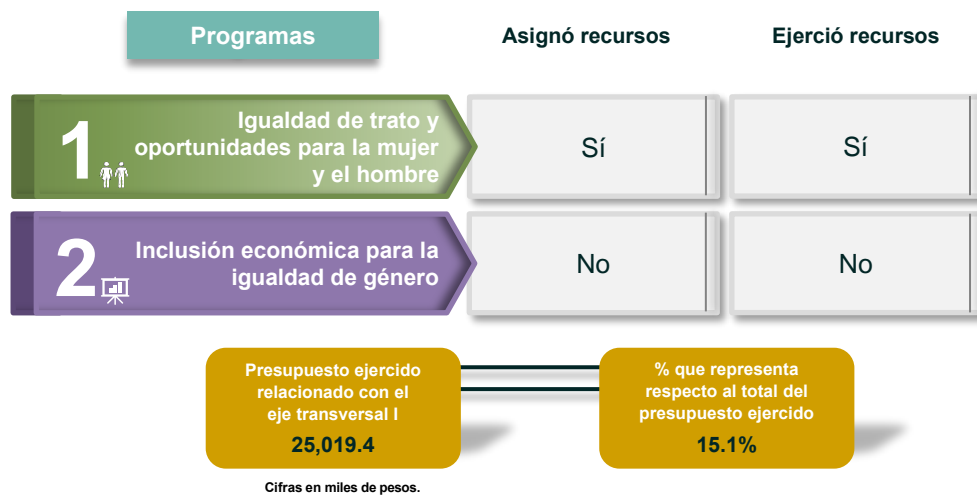 Programas
Asignó recursos
Ejerció recursos
1
Igualdad de trato y
oportunidades para la mujer
y el hombre
Sí
Sí
2
Inclusión económica para la
igualdad de género
No
No
Presupuesto ejercido
relacionado con el
eje transversal I
25,019.4
% que representa
respecto al total del
presupuesto ejercido
15.1%
Cifras en miles de pesos.